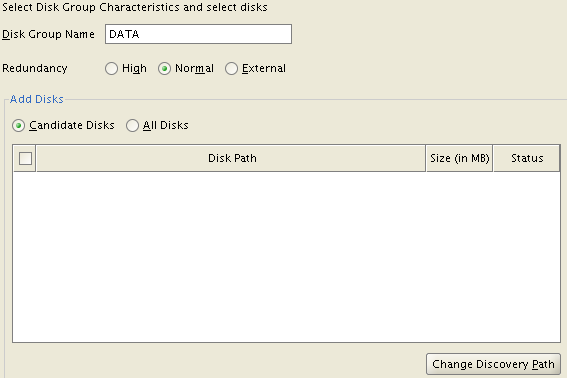 Select Disk Group Characteristics and select disks
Disk Group Name DATA
Redundancy High Normal External
Add Disks
Candidate Disks All Disks
Disk Path Size (in MB) Status
Change Discovery Path